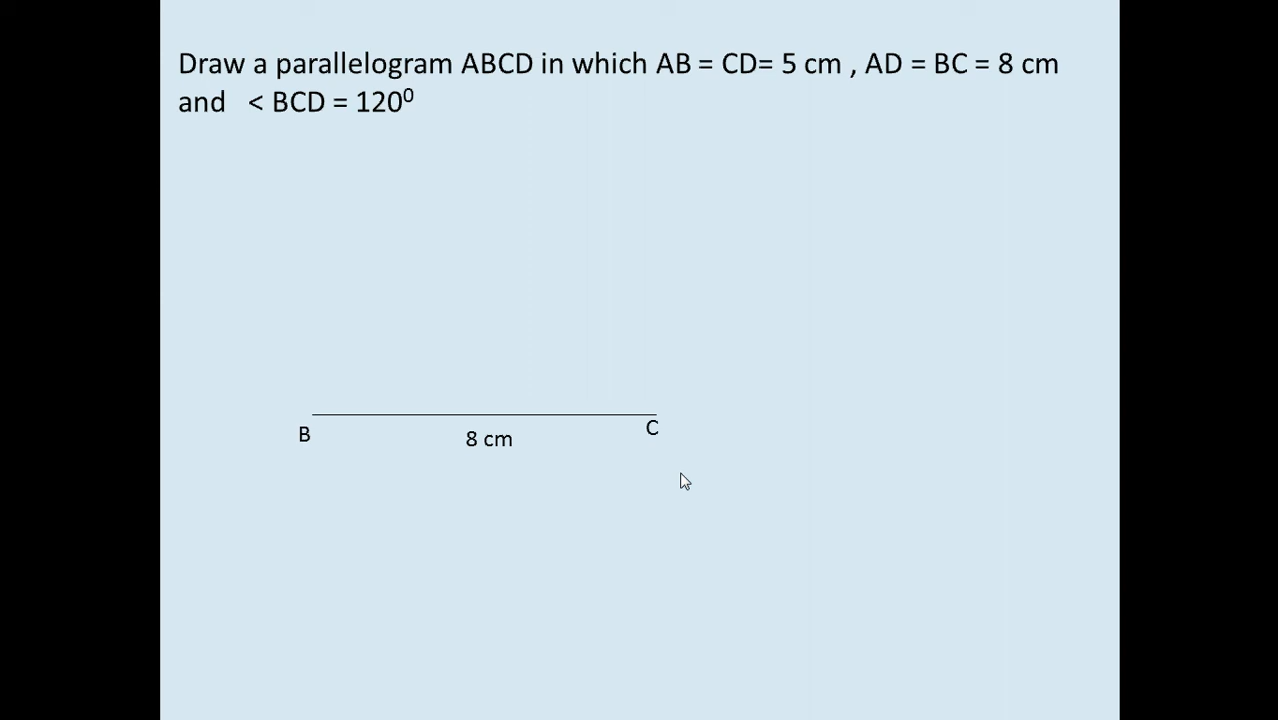 Draw a parallelogram ABCD in which AB = CD= 5 cm , AD = BC = 8 cm
and < BCD = 120⁰
B
8 cm
C